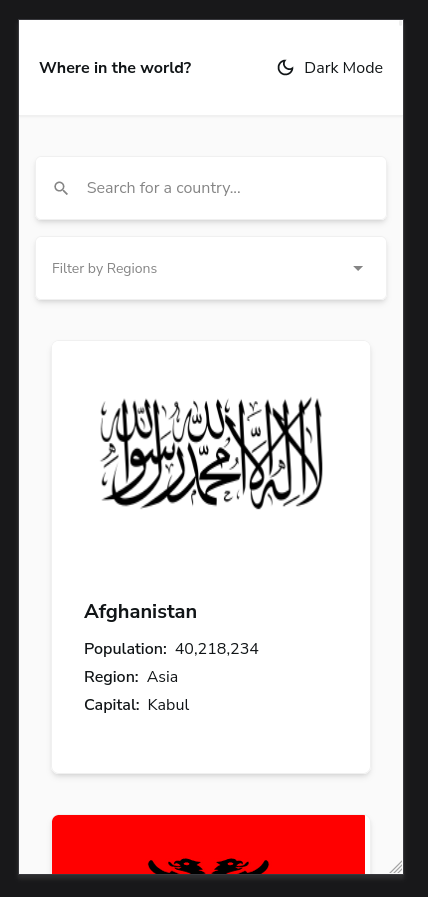 Where in the world?
Dark Mode
Search for a country...
Filter by Regions
لا إله إلا الله محمد رسول الله
Afghanistan
Population: 40,218,234
Region: Asia
Capital: Kabul